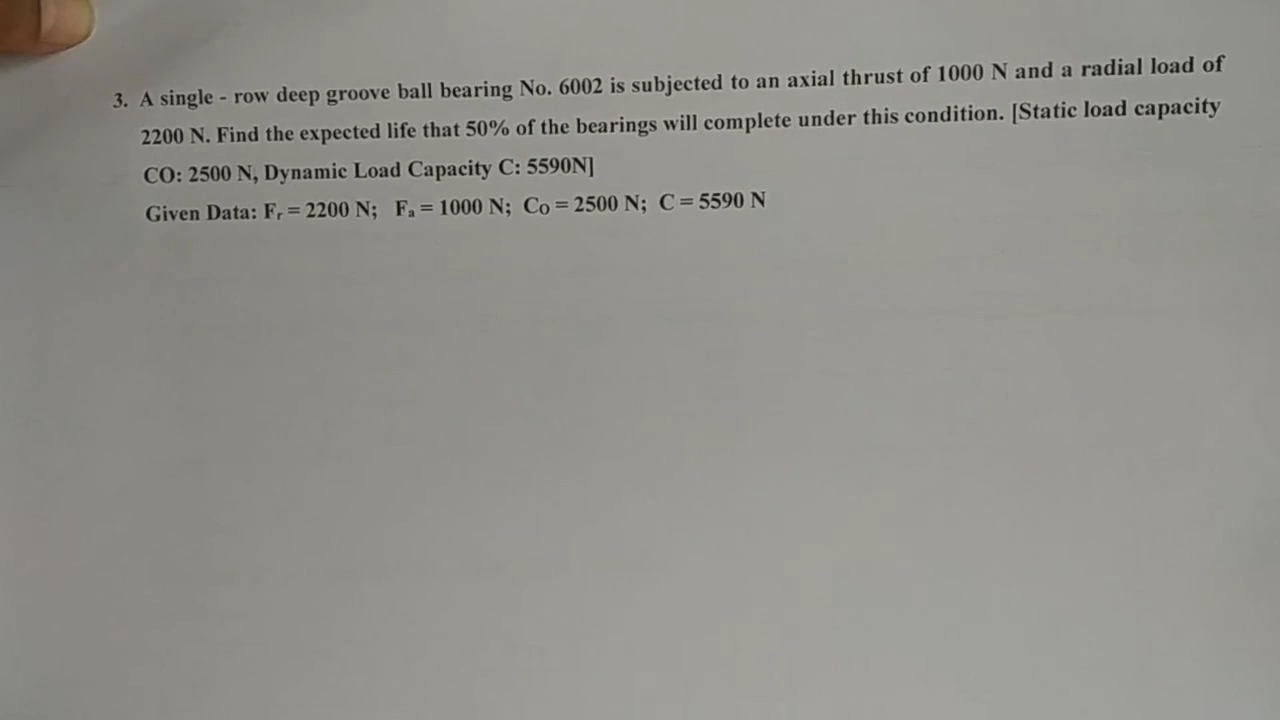 3. A single - row deep groove ball bearing No. 6002 is subjected to an axial thrust of 1000 N and a radial load of
2200 N. Find the expected life that 50% of the bearings will complete under this condition. [Static load capacity
CO: 2500 N, Dynamic Load Capacity C: 5590N]
Given Data: Fr = 2200 N; Fa = 1000 N; CO = 2500 N; C = 5590 N